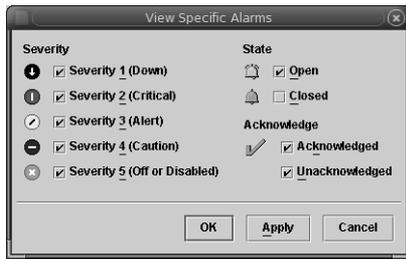 View Specific Alarms
Severity
Severity 1 (Down)
Severity 2 (Critical)
Severity 3 (Alert)
Severity 4 (Caution)
Severity 5 (Off or Disabled)
State
Open
Closed
Acknowledge
Acknowledged
Unacknowledged
OK
Apply
Cancel